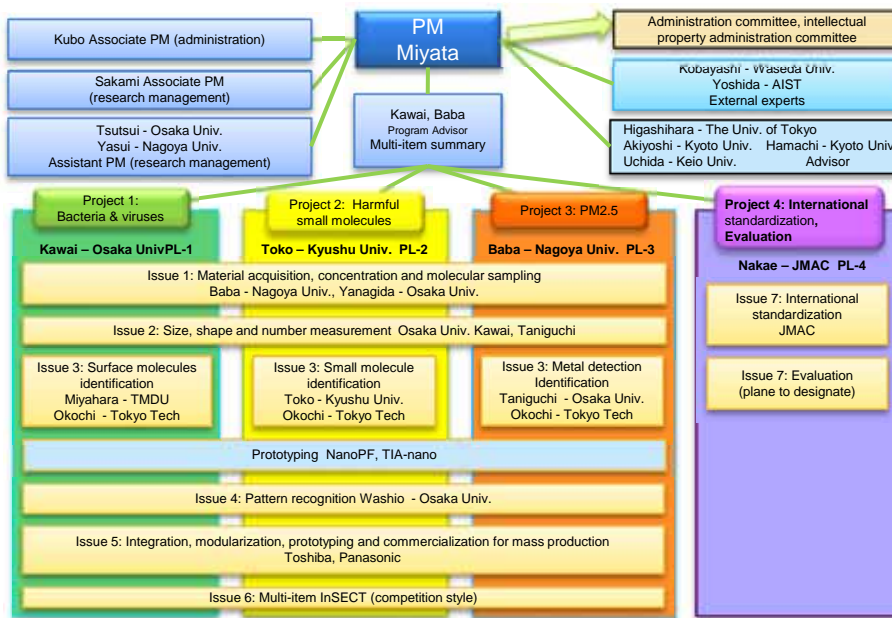 PM
Miyata
Kubo Associate PM (administration)
Sakami Associate PM
(research management)
Tsutsui - Osaka Univ.
Yasui - Nagoya Univ.
Assistant PM (research management)
Kawai, Baba
Program Advisor
Multi-item summary
Administration committee, intellectual
property administration committee
Kobayashi - Waseda Univ.
Yoshida - AIST
External experts
Higashihara - The Univ. of Tokyo
Akiyoshi - Kyoto Univ. Hamachi - Kyoto Univ
Uchida - Keio Univ. Advisor
Project 1:
Bacteria & viruses
Project 2: Harmful
small molecules
Project 3: PM2.5
Project 4: International
standardization,
Evaluation
Kawai – Osaka UnivPL-1
Toko – Kyushu Univ. PL-2
Baba – Nagoya Univ. PL-3
Nakae – JMAC PL-4
Issue 1: Material acquisition, concentration and molecular sampling
Baba - Nagoya Univ., Yanagida - Osaka Univ.
Issue 2: Size, shape and number measurement Osaka Univ. Kawai, Taniguchi
Issue 3: Surface molecules
identification
Miyahara - TMDU
Okochi - Tokyo Tech
Issue 3: Small molecule
identification
Toko - Kyushu Univ.
Okochi - Tokyo Tech
Issue 3: Metal detection
Identification
Taniguchi - Osaka Univ.
Okochi - Tokyo Tech
Issue 7: International
standardization
JMAC
Issue 7: Evaluation
(plane to designate)
Prototyping NanoPF, TIA-nano
Issue 4: Pattern recognition Washio - Osaka Univ.
Issue 5: Integration, modularization, prototyping and commercialization for mass production
Toshiba, Panasonic
Issue 6: Multi-item InSECT (competition style)